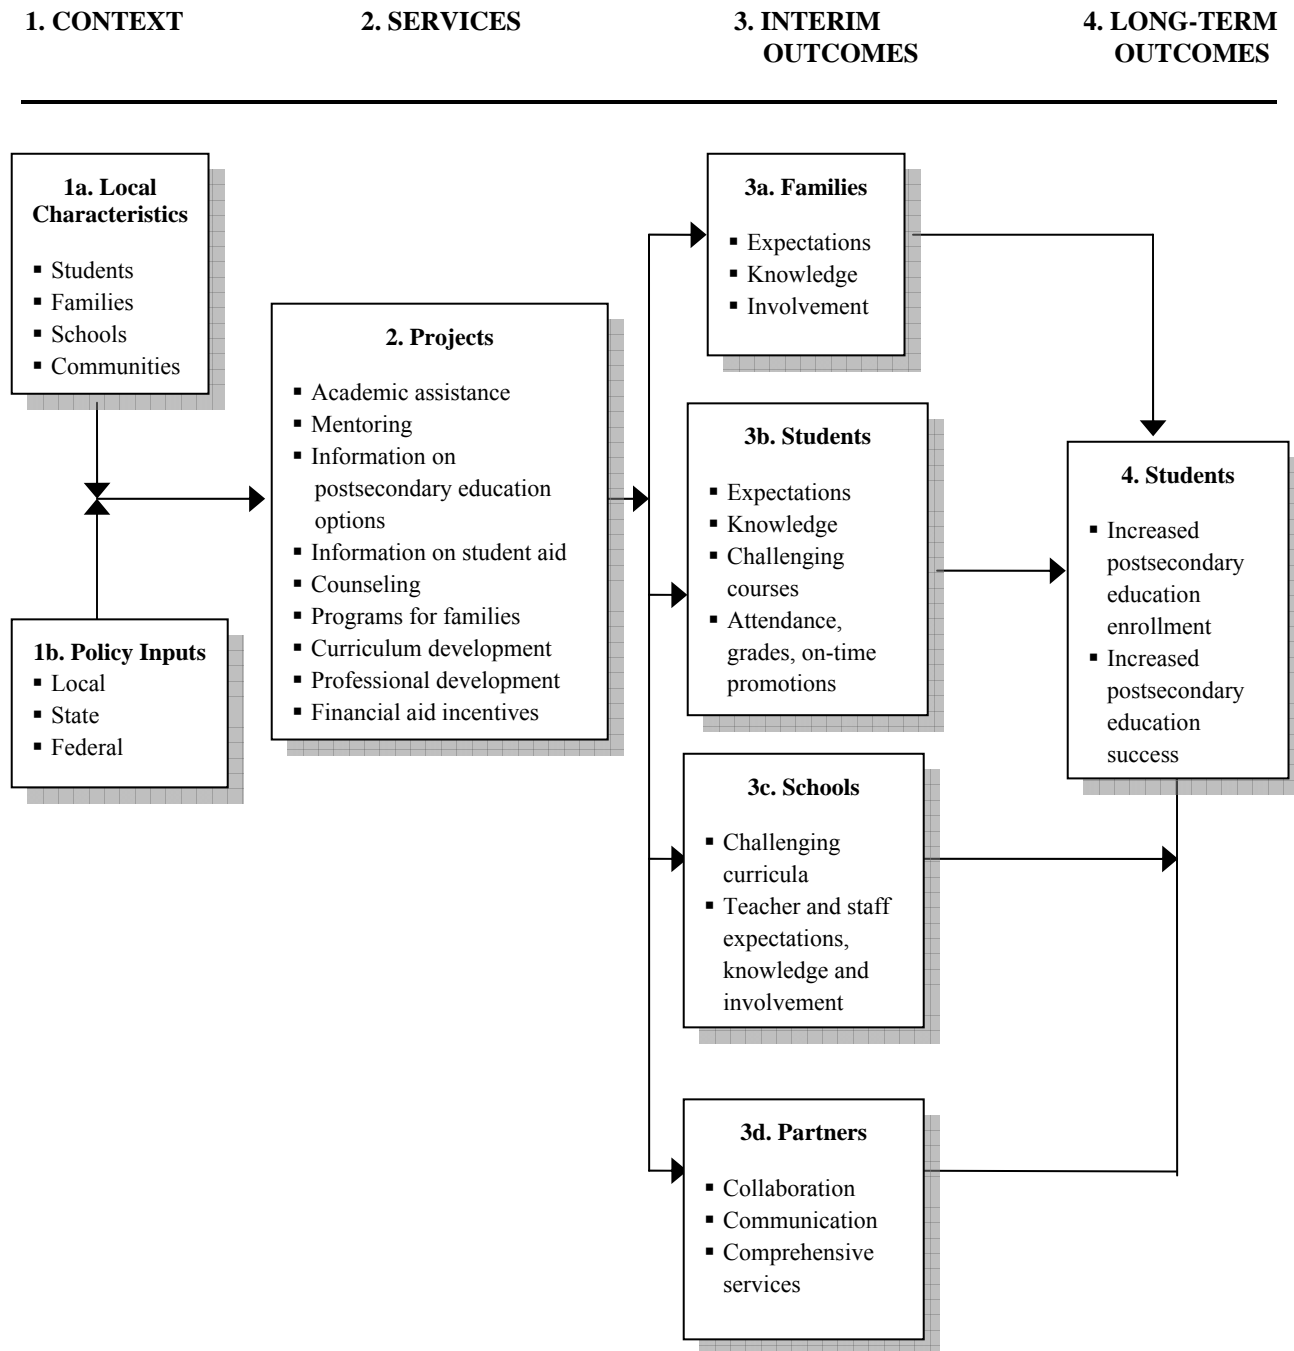 1. CONTEXT
2. SERVICES
3. INTERIM
OUTCOMES
4. LONG-TERM
OUTCOMES
1a. Local
Characteristics
▪ Students
▪ Families
▪ Schools
▪ Communities
1b. Policy Inputs
▪ Local
▪ State
▪ Federal
2. Projects
▪ Academic assistance
▪ Mentoring
▪ Information on
postsecondary education
options
▪ Information on student aid
▪ Counseling
▪ Programs for families
▪ Curriculum development
▪ Professional development
▪ Financial aid incentives
3a. Families
▪ Expectations
▪ Knowledge
▪ Involvement
3b. Students
▪ Expectations
▪ Knowledge
▪ Challenging
courses
▪ Attendance,
grades, on-time
promotions
3c. Schools
▪ Challenging
curricula
▪ Teacher and staff
expectations,
knowledge and
involvement
3d. Partners
▪ Collaboration
▪ Communication
▪ Comprehensive
services
4. Students
▪ Increased
postsecondary
education
enrollment
▪ Increased
postsecondary
education
success